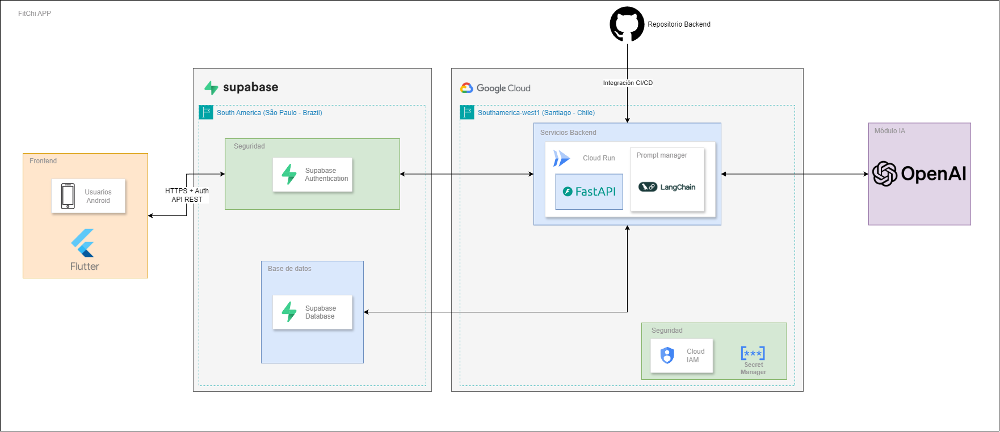 FitChi APP
Repositorio Backend
Integración CI/CD
supabase
Google Cloud
South America (São Paulo - Brazil)
Southamerica-west1 (Santiago - Chile)
Frontend
Usuarios
Android
Flutter
HTTPS + Auth
API REST
Seguridad
Supabase
Authentication
Base de datos
Supabase
Database
Servicios Backend
Cloud Run
FastAPI
Prompt manager
LangChain
Seguridad
Cloud
IAM
[***]
Secret
Manager
Módulo IA
OpenAI